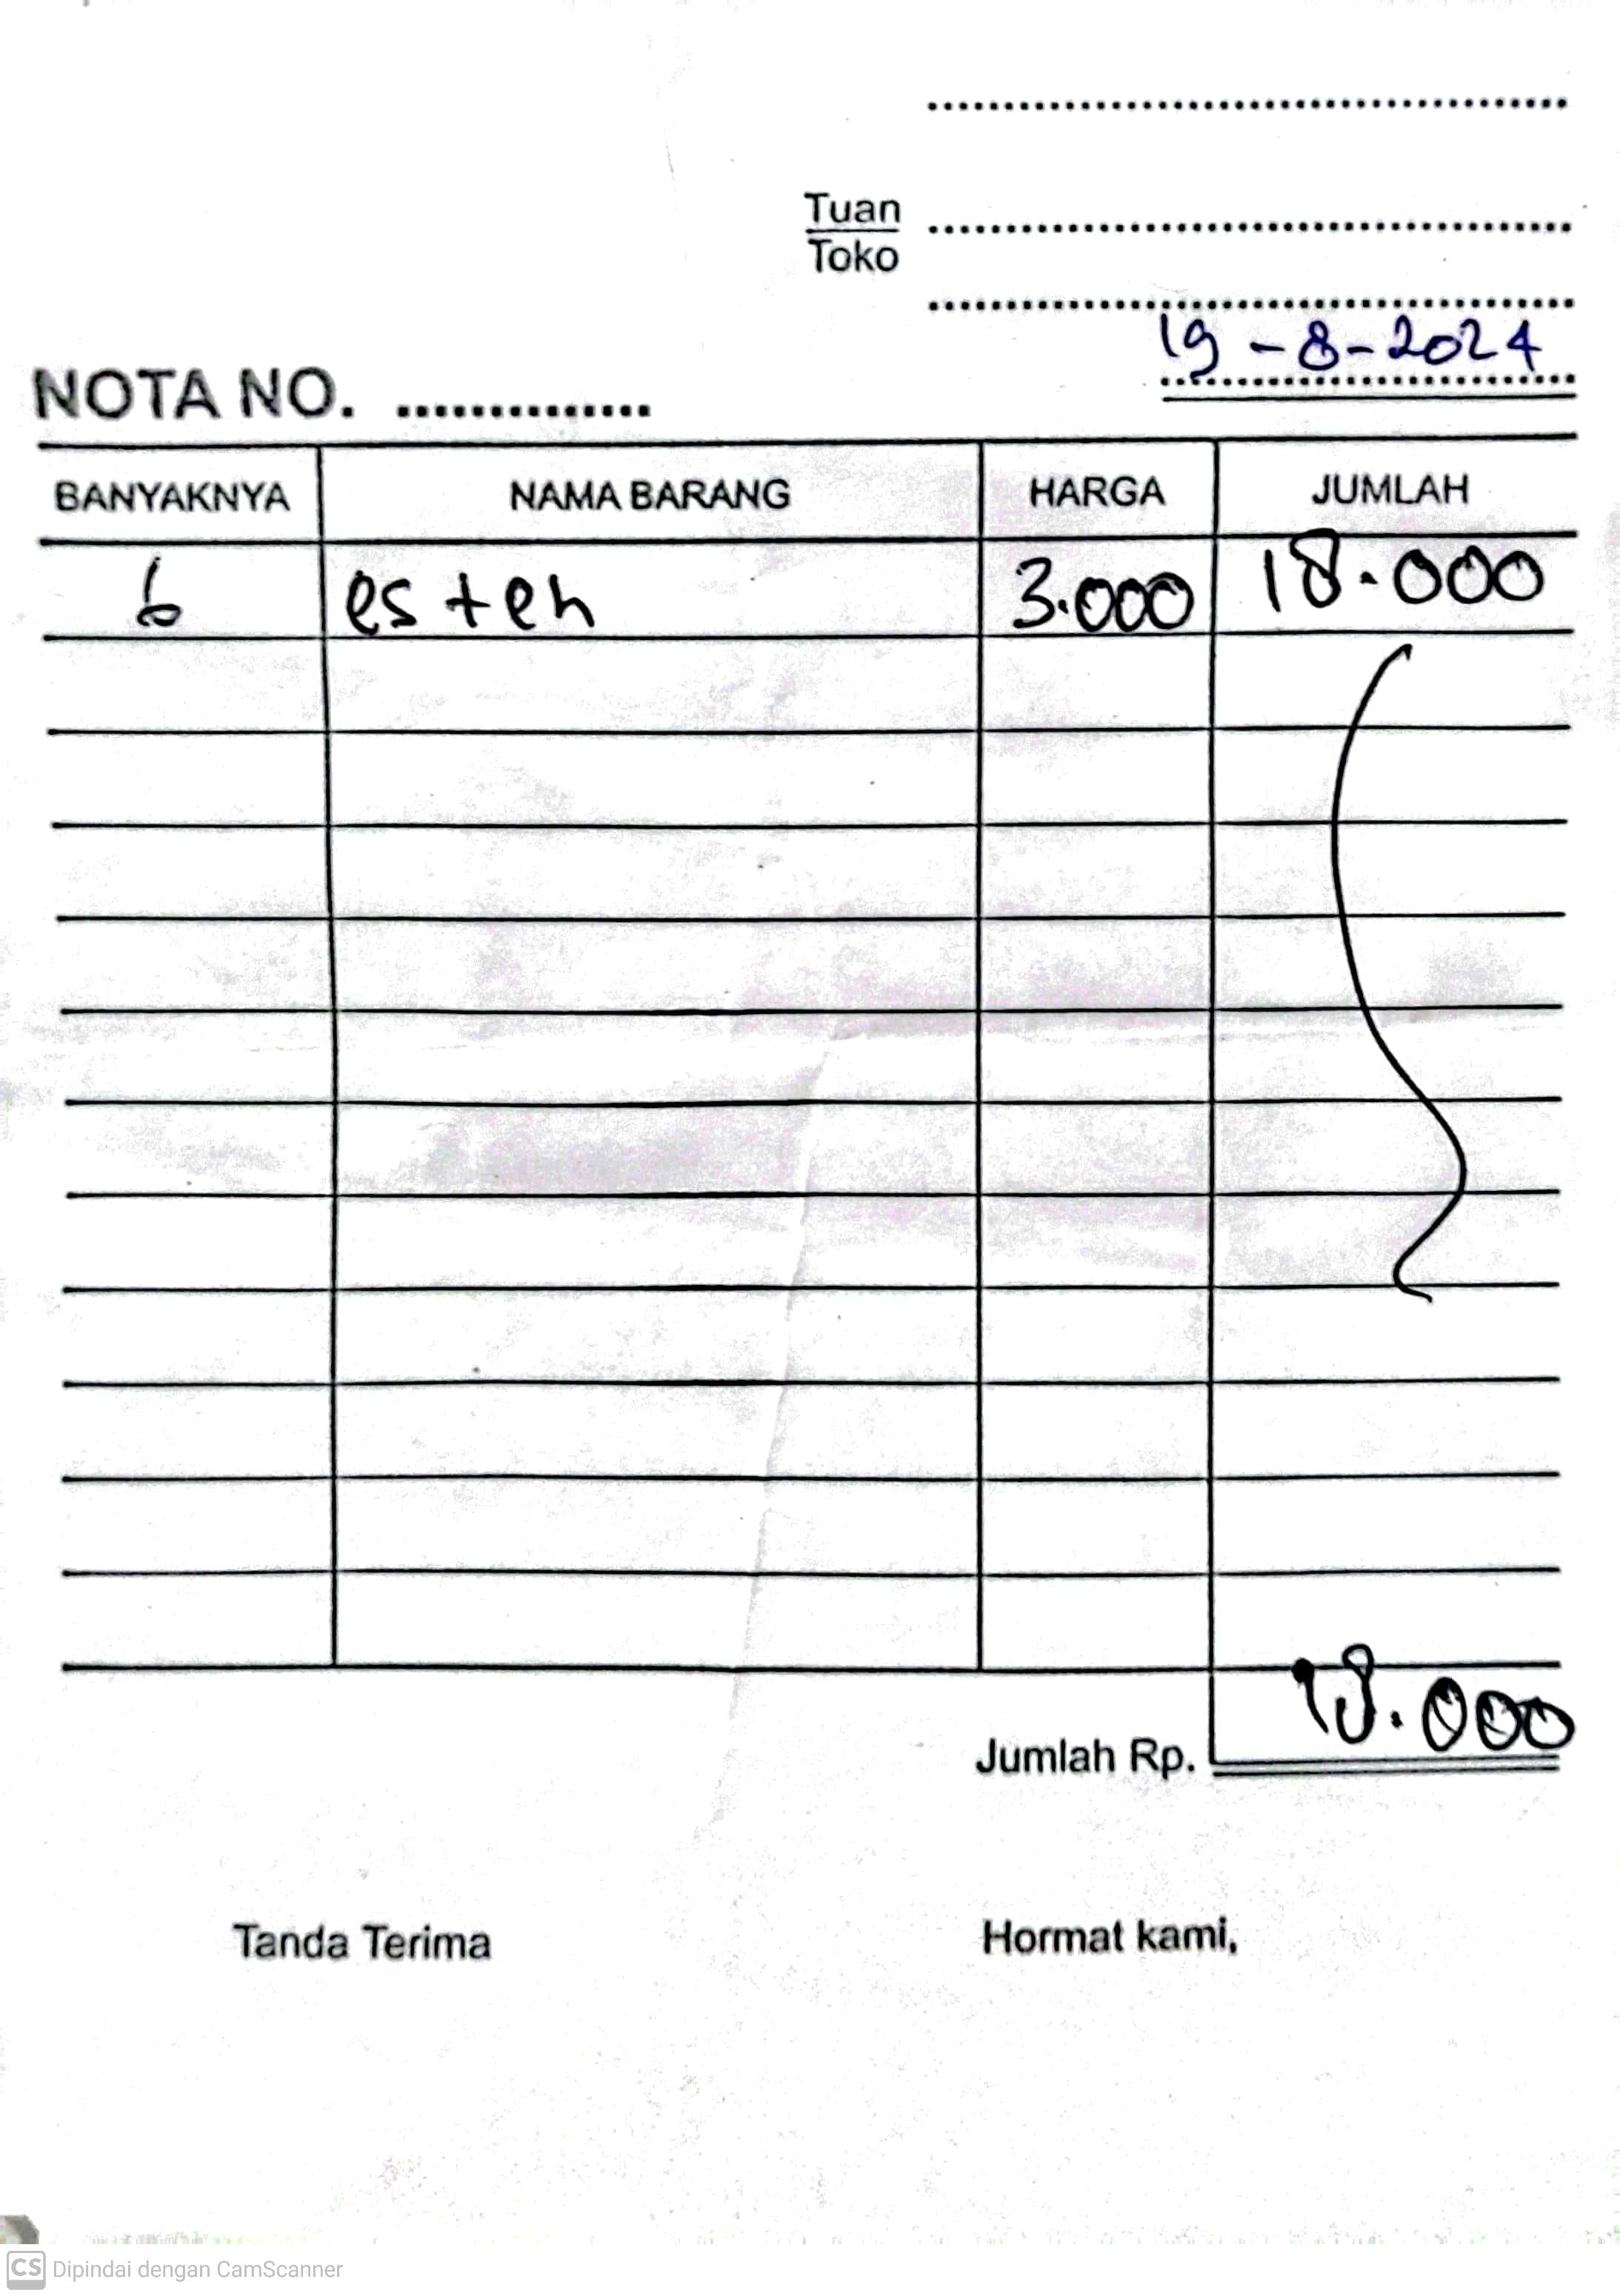 Tuan
Toko
19-8-2024
NOTA NO. ..............
BANYAKNYA NAMA BARANG HARGA JUMLAH
6 es teh 3.000 18.000
Jumlah Rp. 18.000
Tanda Terima Hormat kami,
CS Dipindai dengan CamScanner